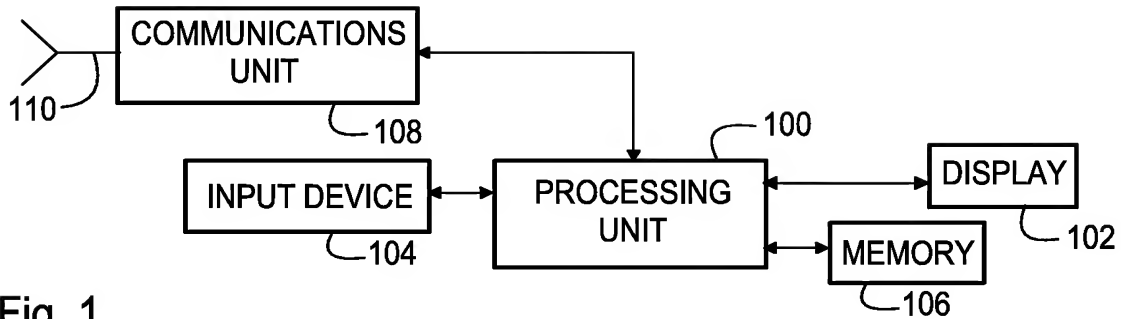 COMMUNICATIONS
UNIT
110
108
100
INPUT DEVICE
PROCESSING
UNIT
DISPLAY
104
102
MEMORY
106
Fig. 1